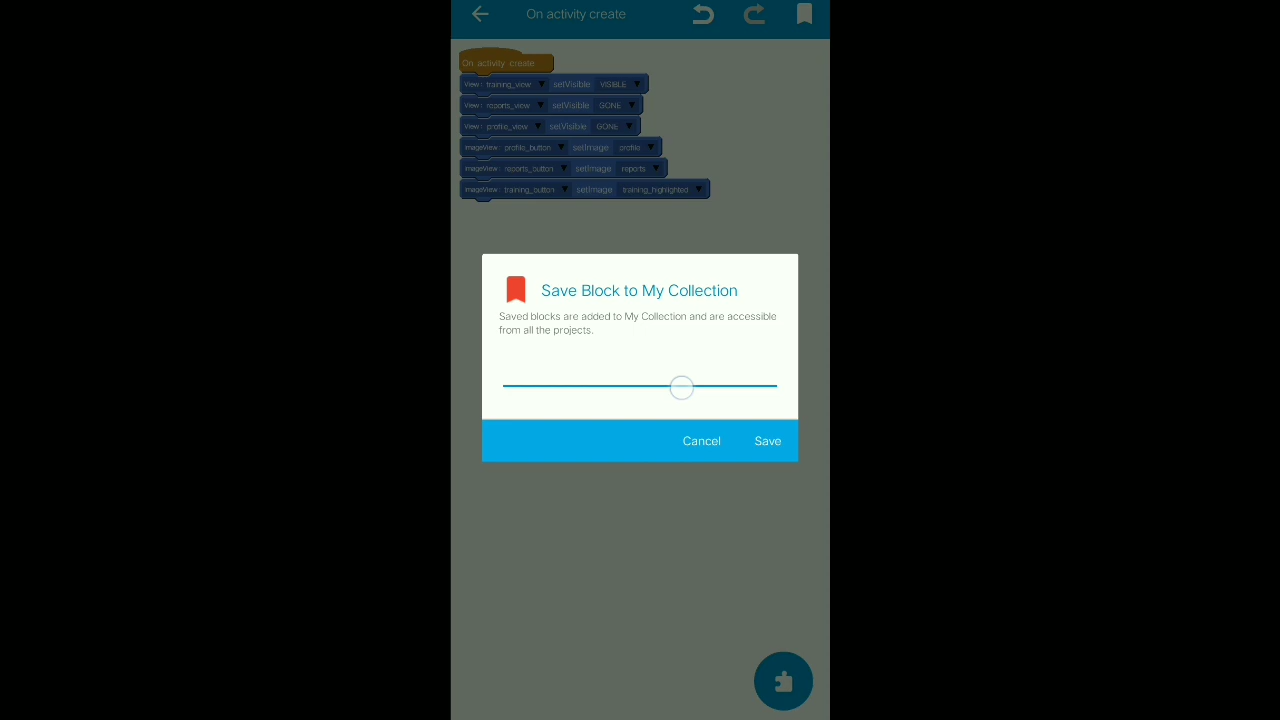 On activity create
On activity create
View : training_view setVisible VISIBLE
View : reports_view setVisible GONE
View : profile_view setVisible GONE
ImageView : profile_button setImage profile
ImageView : reports_button setImage reports
ImageView : training_button setImage training_highlighted
Save Block to My Collection
Saved blocks are added to My Collection and are accessible
from all the projects.
Cancel Save